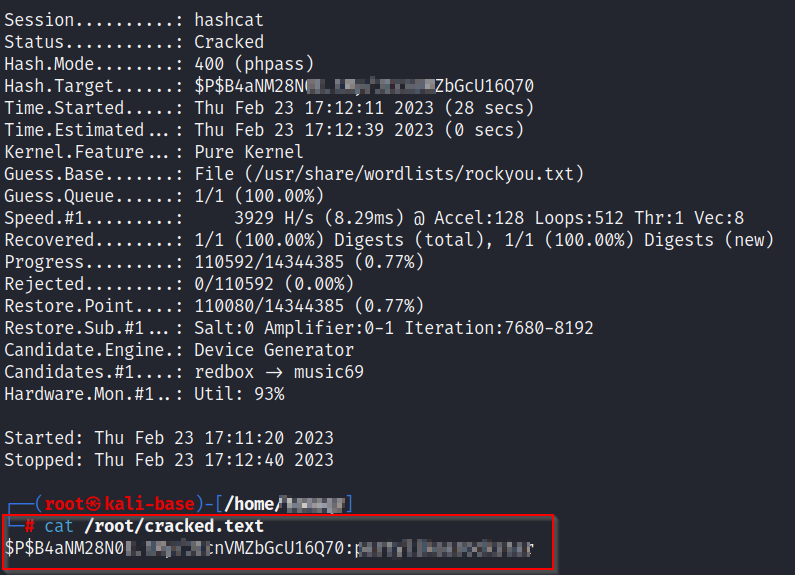 Session..........: hashcat
Status...........: Cracked
Hash.Mode........: 400 (phpass)
Hash.Target......: $P$B4aNM28N0 ZbGcU16Q70
Time.Started.....: Thu Feb 23 17:12:11 2023 (28 secs)
Time.Estimated...: Thu Feb 23 17:12:39 2023 (0 secs)
Kernel.Feature...: Pure Kernel
Guess.Base.......: File (/usr/share/wordlists/rockyou.txt)
Guess.Queue......: 1/1 (100.00%)
Speed.#1.........:     3929 H/s (8.29ms) @ Accel:128 Loops:512 Thr:1 Vec:8
Recovered........: 1/1 (100.00%) Digests (total), 1/1 (100.00%) Digests (new)
Progress.........: 110592/14344385 (0.77%)
Rejected.........: 0/110592 (0.00%)
Restore.Point....: 110080/14344385 (0.77%)
Restore.Sub.#1...: Salt:0 Amplifier:0-1 Iteration:7680-8192
Candidate.Engine.: Device Generator
Candidates.#1....: redbox -> music69
Hardware.Mon.#1..: Util: 93%
Started: Thu Feb 23 17:11:20 2023
Stopped: Thu Feb 23 17:12:40 2023
┌──(root㉿kali-base)-[/home/ ]
└─# cat /root/cracked.text
$P$B4aNM28N0 cnVMZbGcU16Q70: